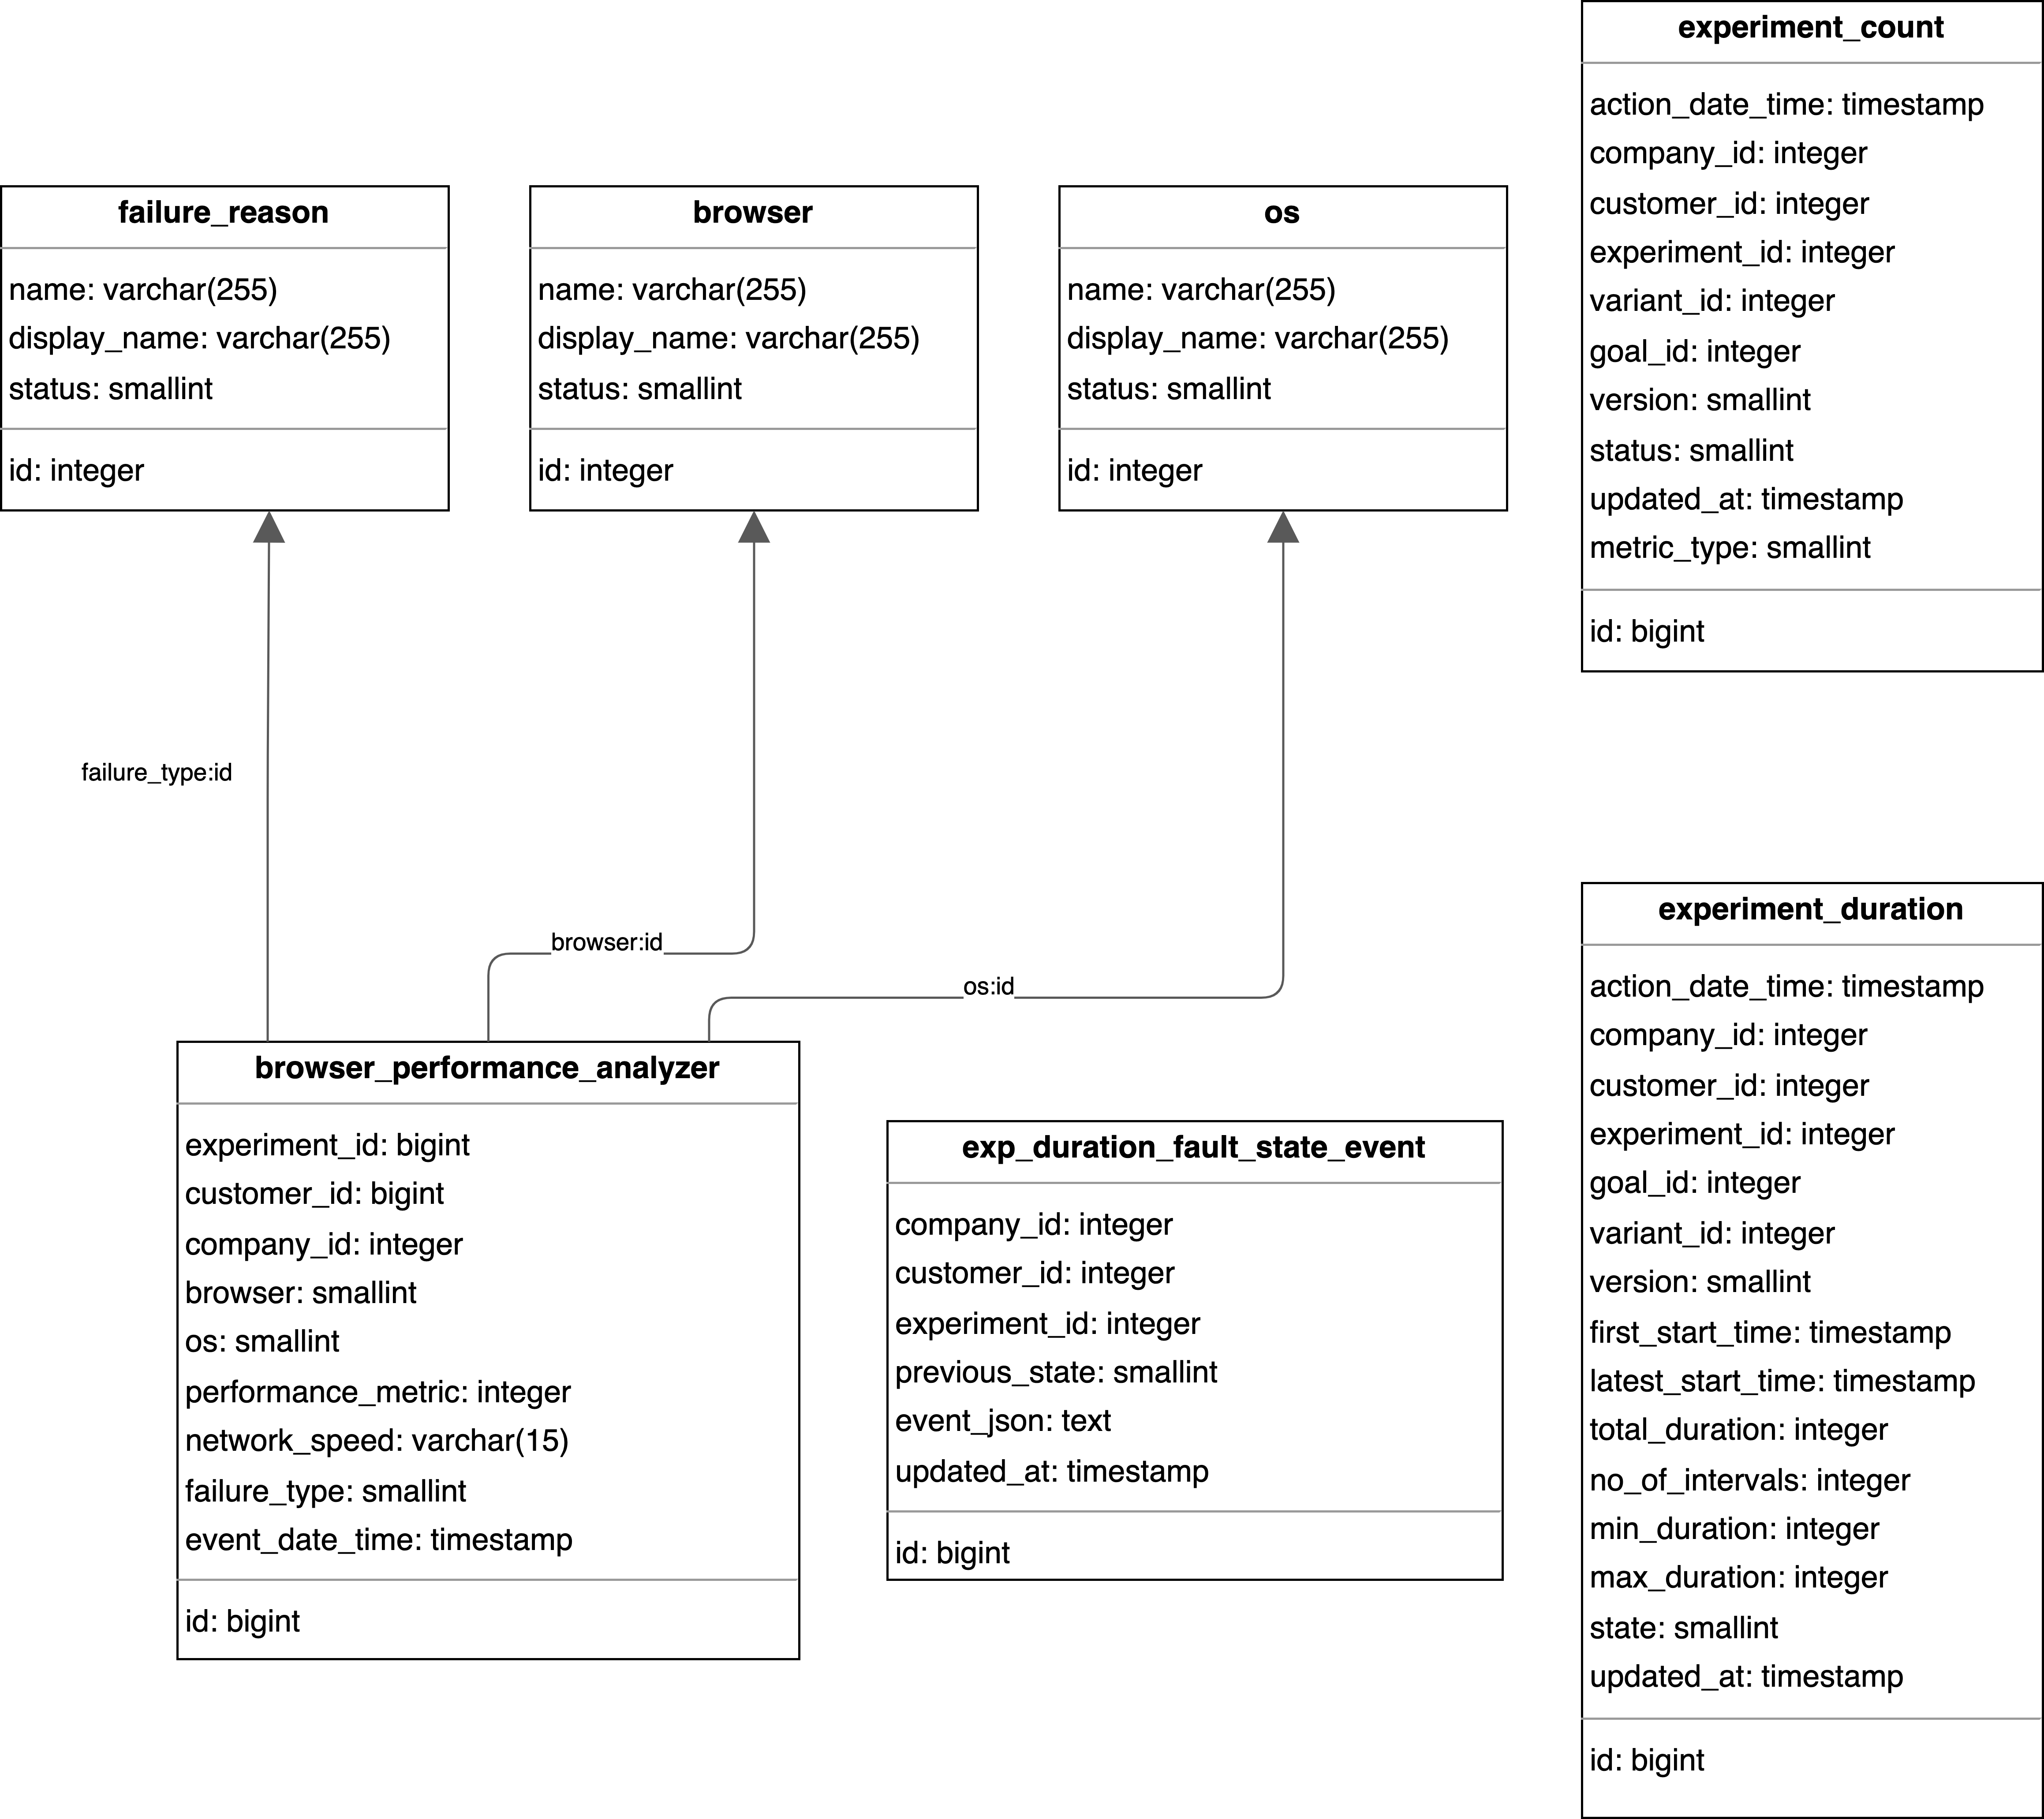 failure_reason
name: varchar(255)
display_name: varchar(255)
status: smallint
id: integer
browser
name: varchar(255)
display_name: varchar(255)
status: smallint
id: integer
os
name: varchar(255)
display_name: varchar(255)
status: smallint
id: integer
experiment_count
action_date_time: timestamp
company_id: integer
customer_id: integer
experiment_id: integer
variant_id: integer
goal_id: integer
version: smallint
status: smallint
updated_at: timestamp
metric_type: smallint
id: bigint
failure_type:id
browser:id
os:id
browser_performance_analyzer
experiment_id: bigint
customer_id: bigint
company_id: integer
browser: smallint
os: smallint
performance_metric: integer
network_speed: varchar(15)
failure_type: smallint
event_date_time: timestamp
id: bigint
exp_duration_fault_state_event
company_id: integer
customer_id: integer
experiment_id: integer
previous_state: smallint
event_json: text
updated_at: timestamp
id: bigint
experiment_duration
action_date_time: timestamp
company_id: integer
customer_id: integer
experiment_id: integer
goal_id: integer
variant_id: integer
version: smallint
first_start_time: timestamp
latest_start_time: timestamp
total_duration: integer
no_of_intervals: integer
min_duration: integer
max_duration: integer
state: smallint
updated_at: timestamp
id: bigint